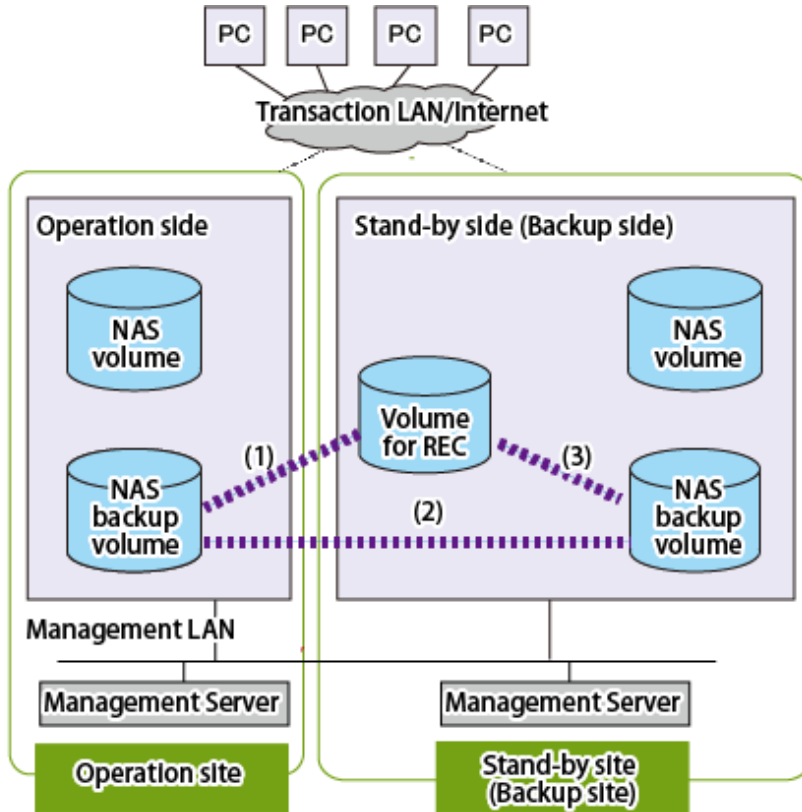 PC PC PC PC
Transaction LAN/Internet
Operation side
NAS
volume
NAS
backup
volume
Stand-by side (Backup side)
NAS
volume
Volume
for REC
NAS
backup
volume
(1)
(2)
(3)
Management LAN
Management Server
Management Server
Operation site
Stand-by site
(Backup site)